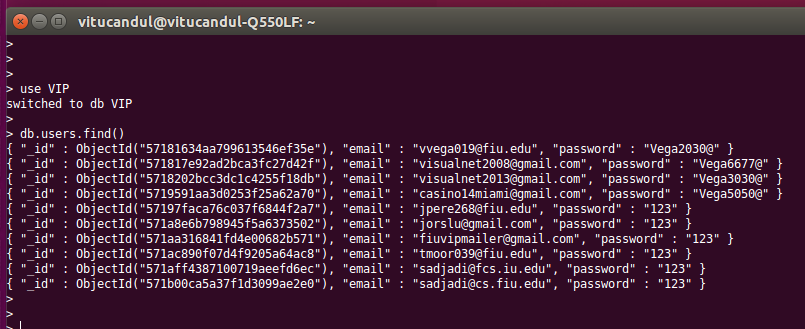 vitucandul@vitucandul-Q550LF: ~
>
>
>
> use VIP
switched to db VIP
>
> db.users.find()
{ "_id" : ObjectId("57181634aa799613546ef35e"), "email" : "vvega019@fiu.edu", "password" : "Vega2030@" }
{ "_id" : ObjectId("571817e92ad2bca3fc27d42f"), "email" : "visualnet2008@gmail.com", "password" : "Vega6677@" }
{ "_id" : ObjectId("5718202bcc3dc1c4255f18db"), "email" : "visualnet2013@gmail.com", "password" : "Vega3030@" }
{ "_id" : ObjectId("5719591aa3d0253f25a62a70"), "email" : "casino14miami@gmail.com", "password" : "Vega5050@" }
{ "_id" : ObjectId("57197faca76c037f6844f2a7"), "email" : "jpere268@fiu.edu", "password" : "123" }
{ "_id" : ObjectId("571a8e6b798945f5a6373502"), "email" : "jorslu@gmail.com", "password" : "123" }
{ "_id" : ObjectId("571aa316841fd4e00682b571"), "email" : "fiuvipmailer@gmail.com", "password" : "123" }
{ "_id" : ObjectId("571ac890f07d4f9205a64ac8"), "email" : "tmoor039@fiu.edu", "password" : "123" }
{ "_id" : ObjectId("571aff4387100719aeefd6ec"), "email" : "sadjadi@fcs.iu.edu", "password" : "123" }
{ "_id" : ObjectId("571b00ca5a37f1d3099ae2e0"), "email" : "sadjadi@cs.fiu.edu", "password" : "123" }
>
>
>